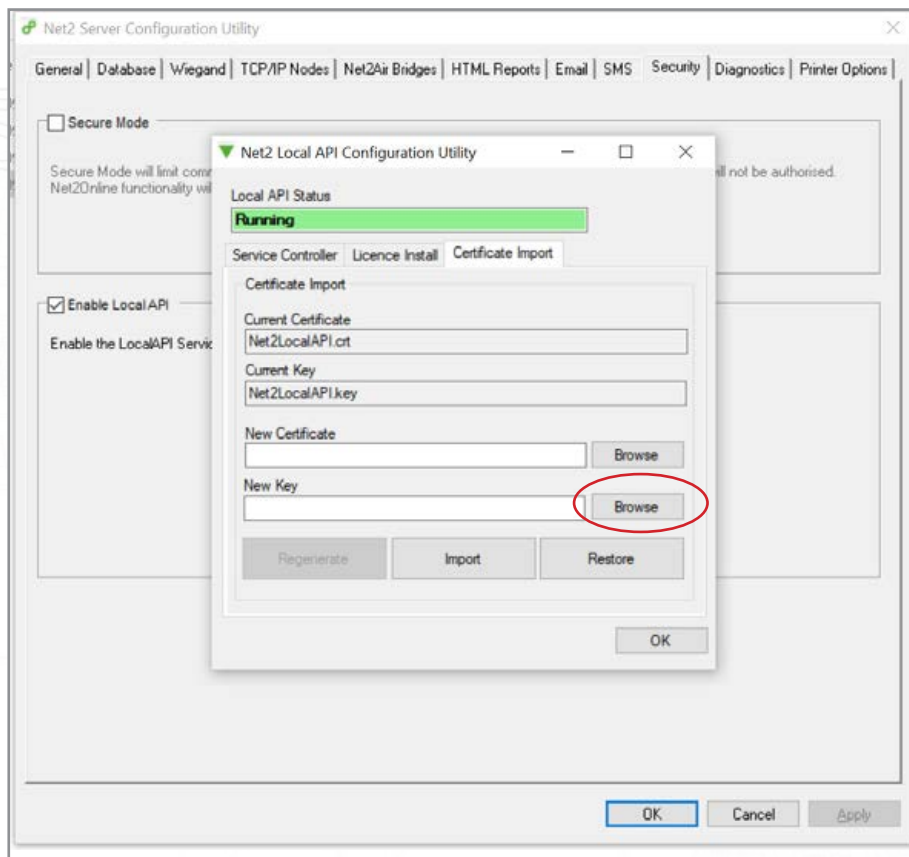 Net2 Server Configuration Utility
General Database Wiegand TCP/IP Nodes Net2Air Bridges HTML Reports Email SMS Security Diagnostics Printer Options
Secure Mode
Secure Mode will limit
ill not be authorised.
Net2Online functionality
Net2 Local API Configuration Utility
Local API Status
Running
Service Controller Licence Install Certificate Import
Certificate Import
Enable Local API
Enable the LocalAPI
Current Certificate
Net2LocalAPI.crt
Current Key
Net2LocalAPI.key
New Certificate
Browse
New Key
Browse
Regenerate Import Restore
OK
OK Cancel Apply